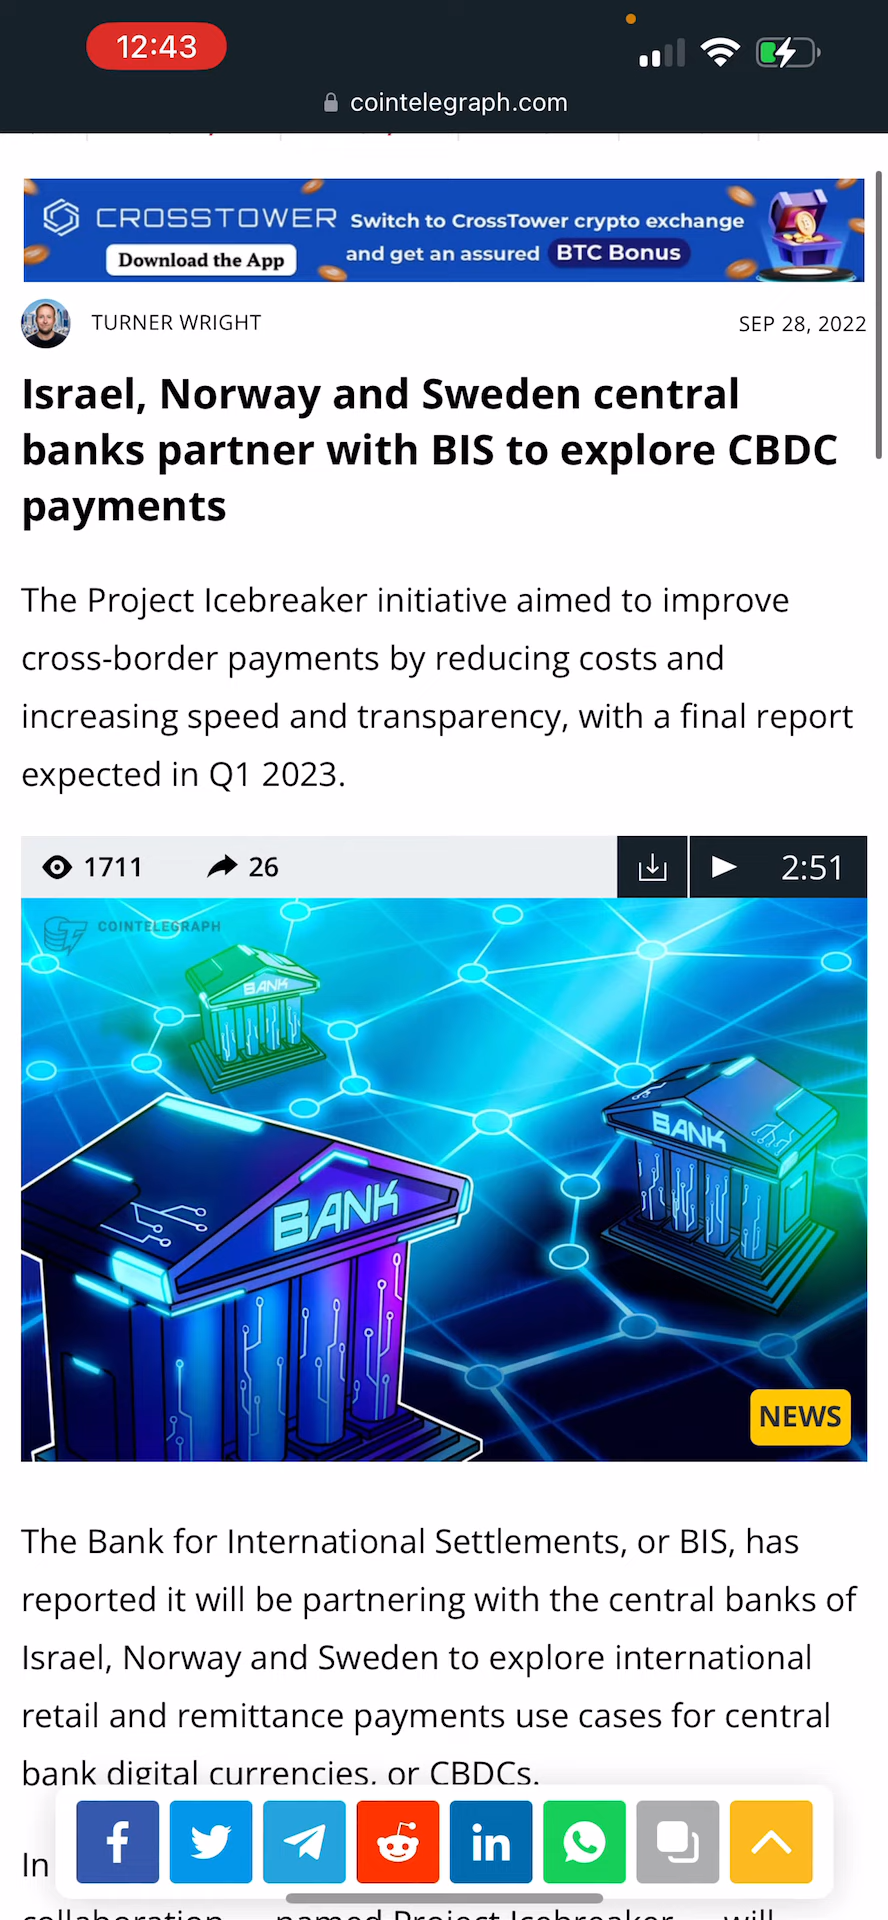 12:43
cointelegraph.com
CROSSTOWER
Download the App
Switch to CrossTower crypto exchange
and get an assured BTC Bonus
TURNER WRIGHT
SEP 28, 2022
Israel, Norway and Sweden central
banks partner with BIS to explore CBDC
payments
The Project Icebreaker initiative aimed to improve
cross-border payments by reducing costs and
increasing speed and transparency, with a final report
expected in Q1 2023.
1711 26 2:51
COINTELEGRAPH
BANK
BANK
BANK
NEWS
The Bank for International Settlements, or BIS, has
reported it will be partnering with the central banks of
Israel, Norway and Sweden to explore international
retail and remittance payments use cases for central
bank digital currencies, or CBDCs.
In
collaboration — named Project Icebreaker — will